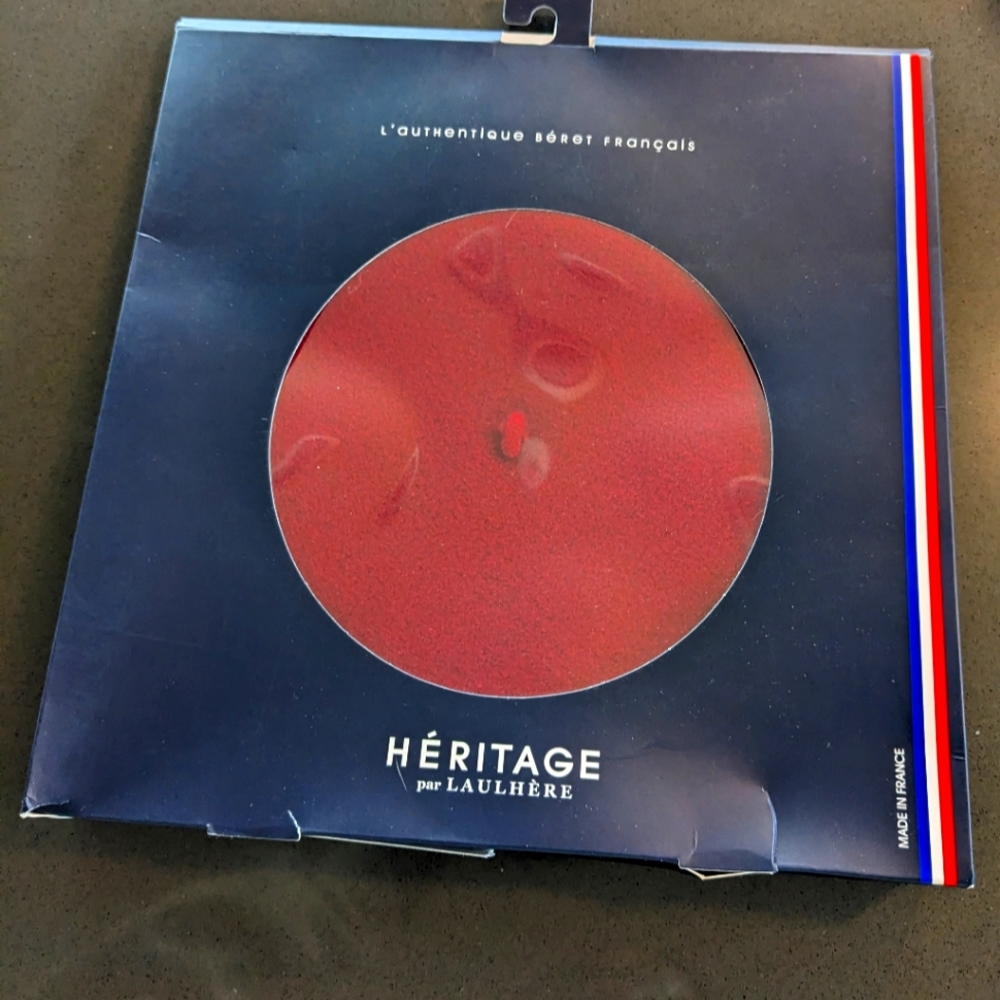 L'authentique Béret Français
HÉRITAGE
par LAULHÈRE
MADE IN FRANCE